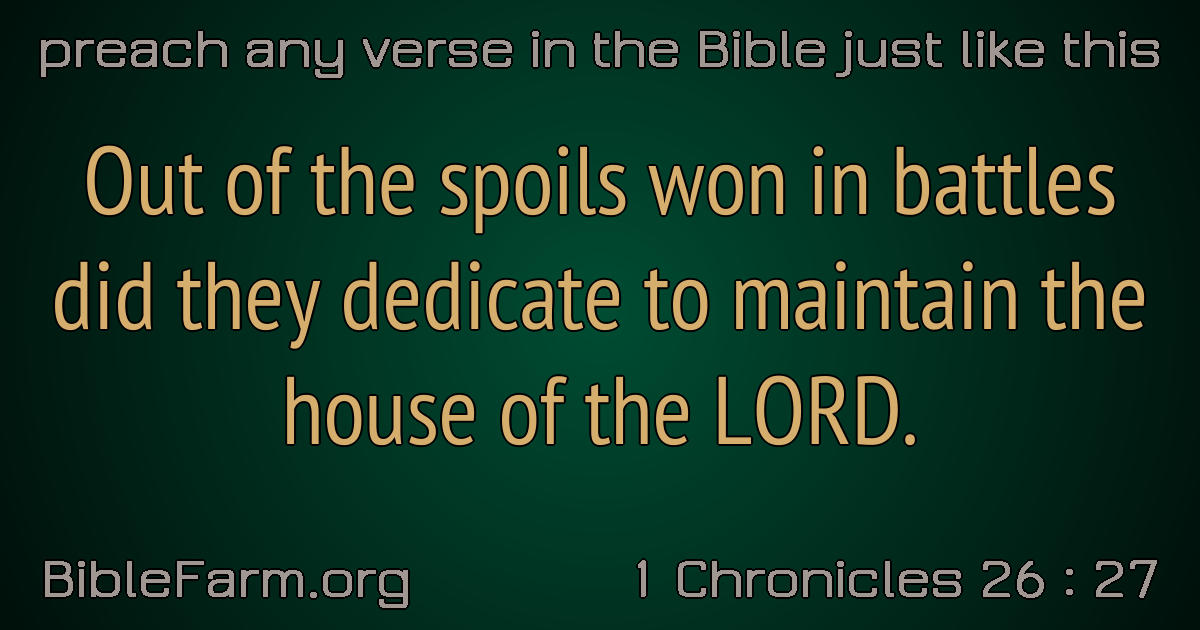 preach any verse in the Bible just like this
Out of the spoils won in battles
did they dedicate to maintain the
house of the LORD.
BibleFarm.org
1 Chronicles 26 : 27